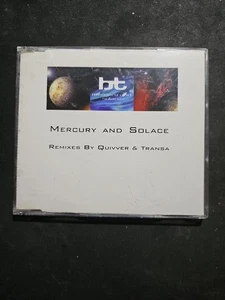 bt
Mercury and Solace
Remixes By Quivver & Transa